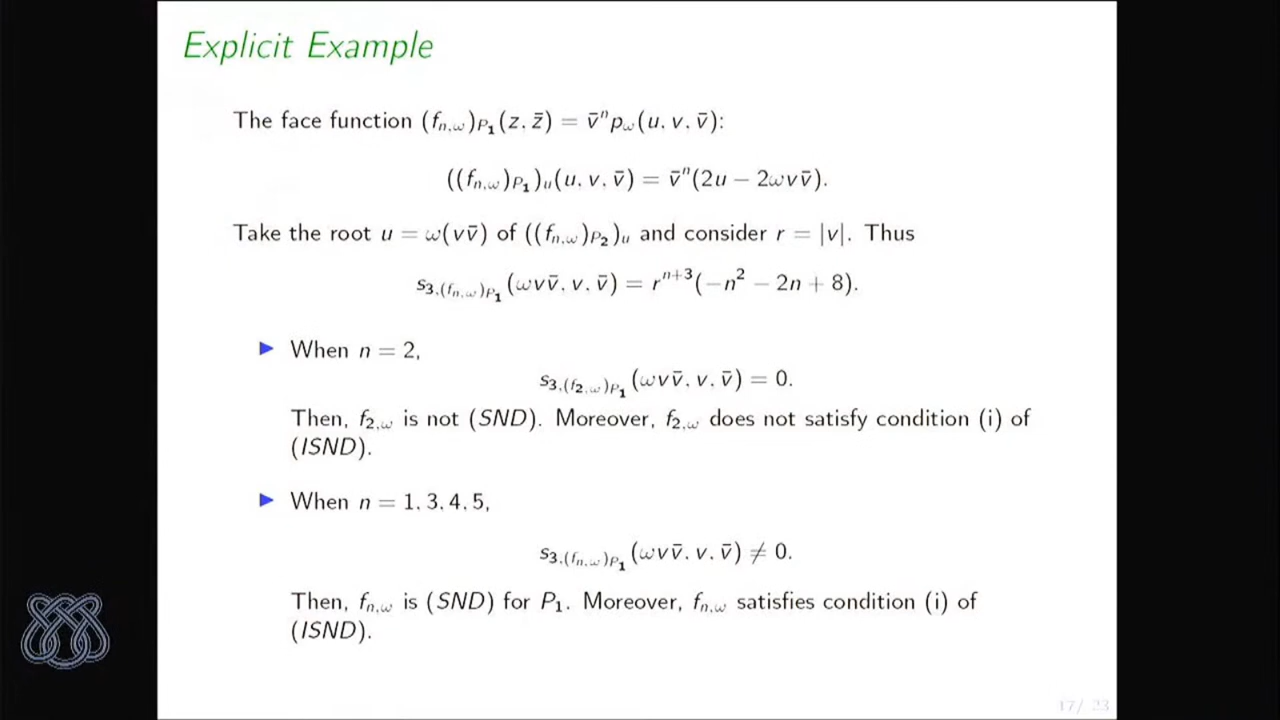 Explicit Example
The face function (f_{n,ω})_{P_1}(z, z̄) = v̄^n p_ω(u, v, v̄):
((f_{n,ω})_{P_1})_u(u, v, v̄) = v̄^n(2u − 2ωvv̄).
Take the root u = ω(vv̄) of ((f_{n,ω})_{P_2})_u and consider r = |v|. Thus
s_{3,(f_{n,ω})_{P_1}}(ωvv̄, v, v̄) = r^{n+3}(−n^2 − 2n + 8).
▶ When n = 2,
s_{3,(f_{2,ω})_{P_1}}(ωvv̄, v, v̄) = 0.
Then, f_{2,ω} is not (SND). Moreover, f_{2,ω} does not satisfy condition (i) of
(ISND).
▶ When n = 1, 3, 4, 5,
s_{3,(f_{n,ω})_{P_1}}(ωvv̄, v, v̄) ≠ 0.
Then, f_{n,ω} is (SND) for P_1. Moreover, f_{n,ω} satisfies condition (i) of
(ISND).
17/ 23